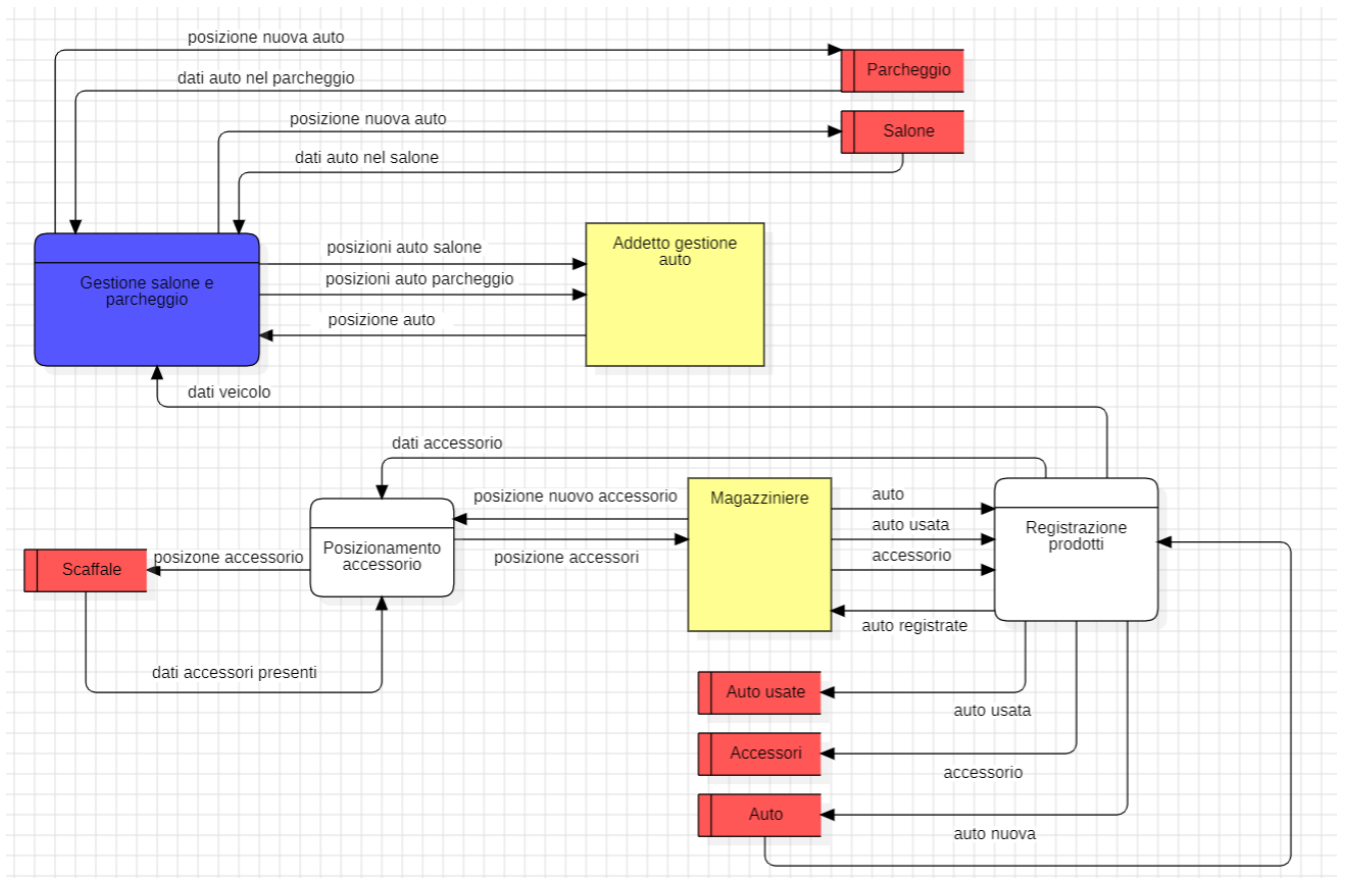 posizione nuova auto
Parcheggio
dati auto nel parcheggio
posizione nuova auto
Salone
dati auto nel salone
Gestione salone e
parcheggio
posizioni auto salone
posizioni auto parcheggio
posizione auto
Addetto gestione
auto
dati veicolo
dati accessorio
posizione nuovo accessorio
Magazziniere
auto
auto usata
accessorio
Registrazione
prodotti
Posizionamento
accessorio
posizione accessori
posizone accessorio
Scaffale
auto registrate
dati accessori presenti
Auto usate
auto usata
Accessori
accessorio
Auto
auto nuova